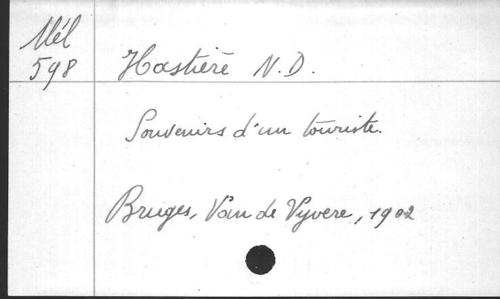 Mél
598
Hastière N.D.
Souvenirs d'un touriste.
Bruges, Van de Vyvere, 1902